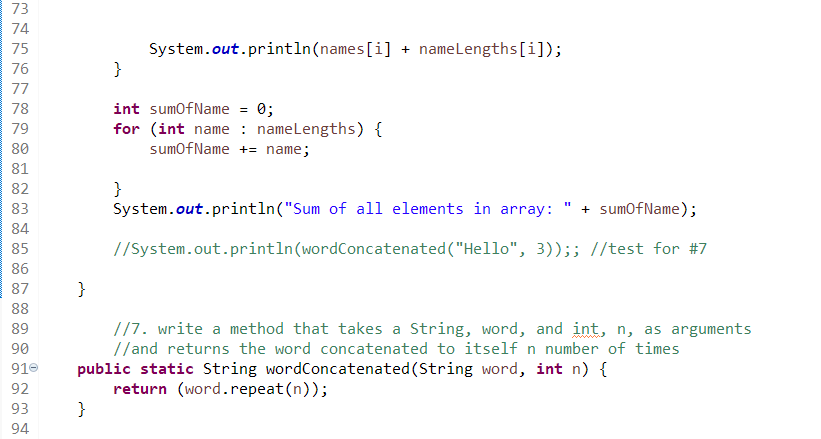 73
74
75 System.out.println(names[i] + nameLengths[i]);
76 }
77
78 int sumOfName = 0;
79 for (int name : nameLengths) {
80 sumOfName += name;
81
82 }
83 System.out.println("Sum of all elements in array: " + sumOfName);
84
85 //System.out.println(wordConcatenated("Hello", 3));; //test for #7
86
87 }
88
89 //7. write a method that takes a String, word, and int, n, as arguments
90 //and returns the word concatenated to itself n number of times
91 public static String wordConcatenated(String word, int n) {
92 return (word.repeat(n));
93 }
94